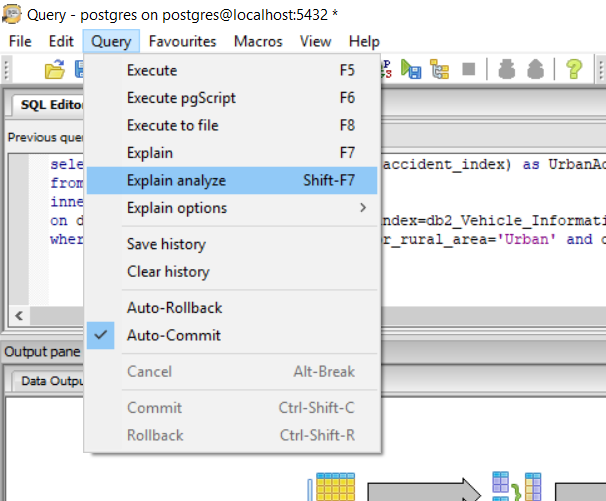 Query - postgres on postgres@localhost:5432 *
File Edit Query Favourites Macros View Help
Execute F5
Execute pgScript F6
Execute to file F8
Explain F7
Explain analyze Shift-F7
Explain options
Save history
Clear history
Auto-Rollback
Auto-Commit
Cancel Alt-Break
Commit Ctrl-Shift-C
Rollback Ctrl-Shift-R
SQL Edito
Previous que
sele accident_index) as UrbanAc
from
inne
on d ndex=db2_Vehicle_Informati
wher r_rural_area='Urban' and
Output pane
Data Outpu